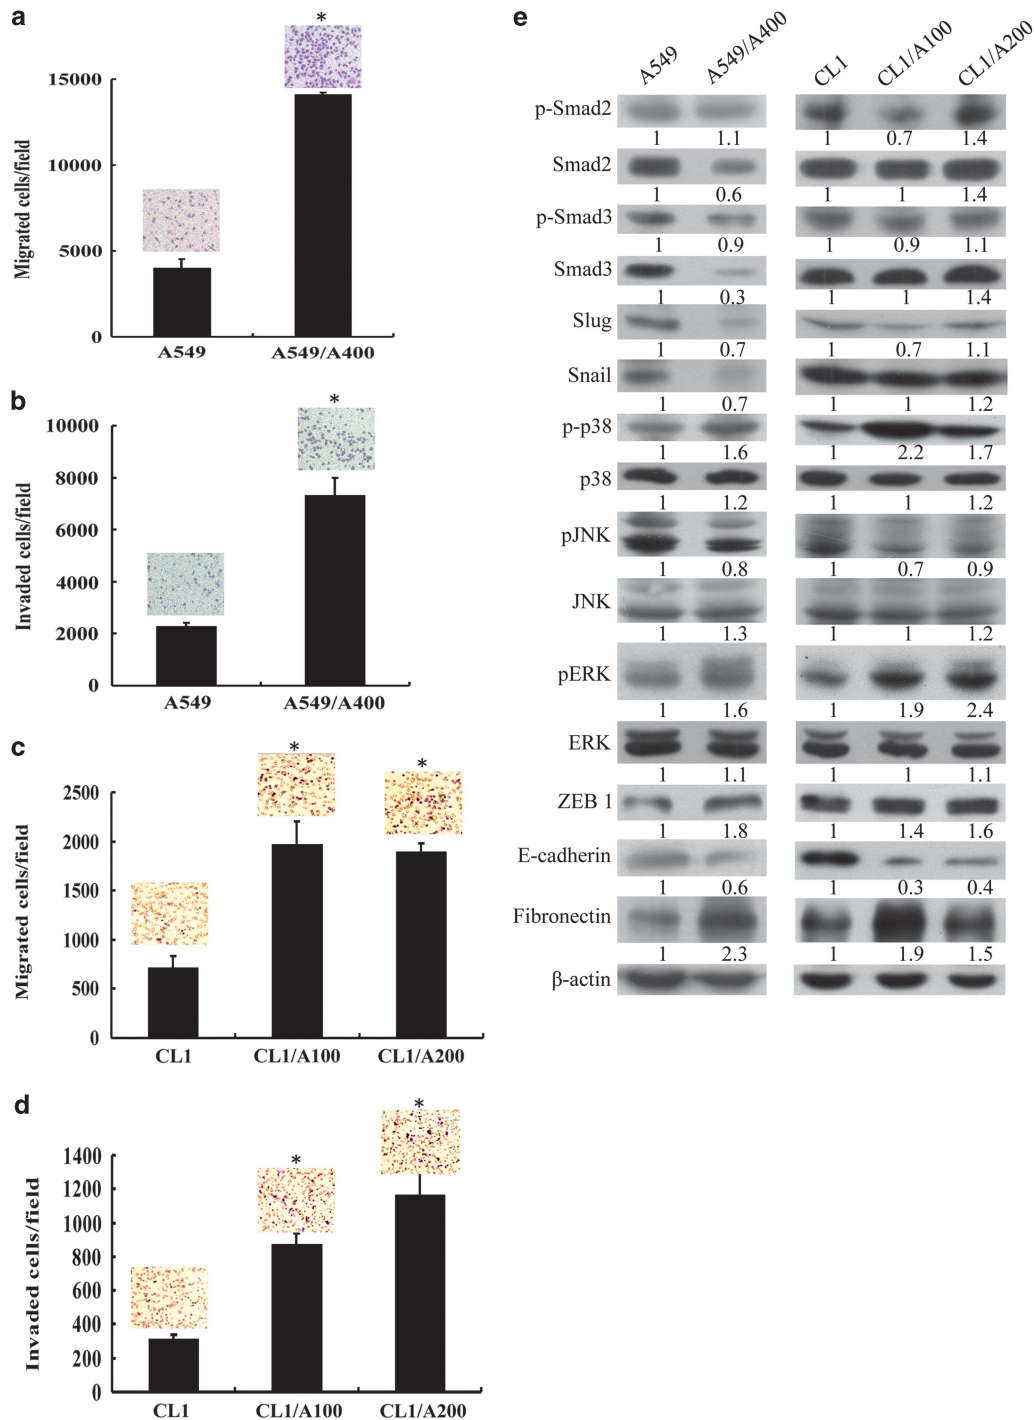 a
*
15000
10000
5000
0
Migrated cells/field
A549 A549/A400
b
*
10000
8000
6000
4000
2000
0
Invaded cells/field
A549 A549/A400
c
* *
2500
2000
1500
1000
500
0
Migrated cells/field
CL1 CL1/A100 CL1/A200
d
* *
1400
1200
1000
800
600
400
200
0
Invaded cells/field
CL1 CL1/A100 CL1/A200
e
A549 A549/A400 CL1 CL1/A100 CL1/A200
p-Smad2
1 1.1 1 0.7 1.4
Smad2
1 0.6 1 1 1.4
p-Smad3
1 0.9 1 0.9 1.1
Smad3
1 0.3 1 1 1.4
Slug
1 0.7 1 0.7 1.1
Snail
1 0.7 1 1 1.2
p-p38
1 1.6 1 2.2 1.7
p38
1 1.2 1 1 1.2
pJNK
1 0.8 1 0.7 0.9
JNK
1 1.3 1 1 1.2
pERK
1 1.6 1 1.9 2.4
ERK
1 1.1 1 1 1.1
ZEB 1
1 1.8 1 1.4 1.6
E-cadherin
1 0.6 1 0.3 0.4
Fibronectin
1 2.3 1 1.9 1.5
β-actin